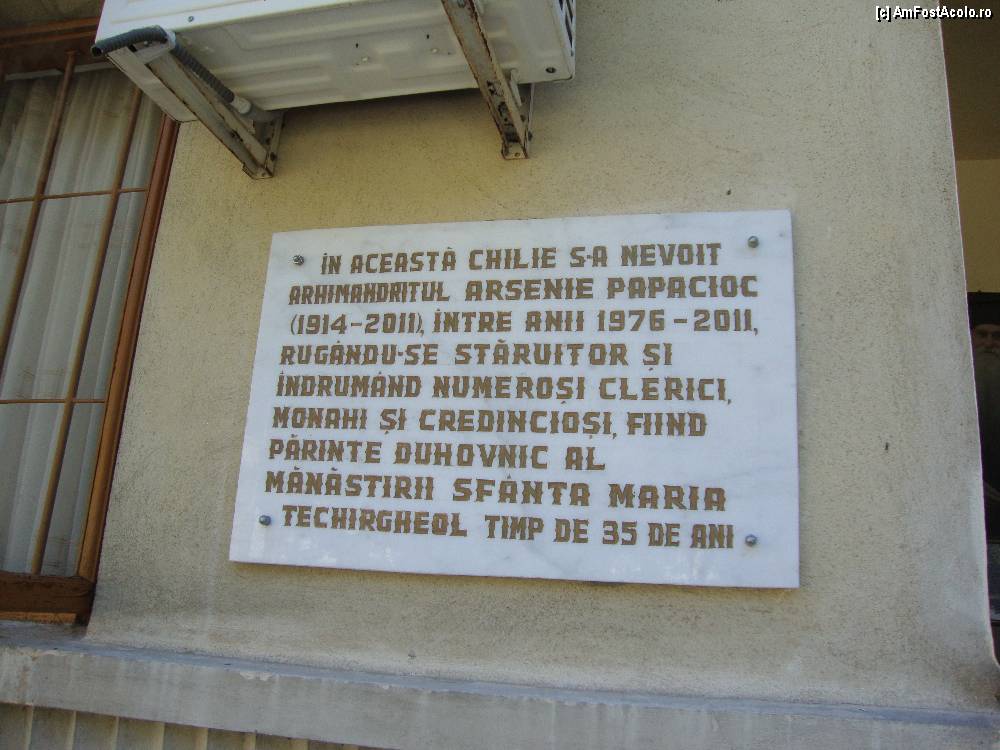 (c) AmFostAcolo.ro
ÎN ACEASTĂ CHILIE S-A NEVOIT
ARHIMANDRITUL ARSENIE PAPACIOC
(1914-2011), ÎNTRE ANII 1976-2011,
RUGÂNDU-SE STĂRUITOR ȘI
ÎNDRUMÂND NUMEROȘI CLERICI,
MONAHI ȘI CREDINCIOȘI, FIIND
PĂRINTE DUHOVNIC AL
MĂNĂSTIRII SFÂNTA MARIA
TECHIRGHEOL TIMP DE 35 DE ANI